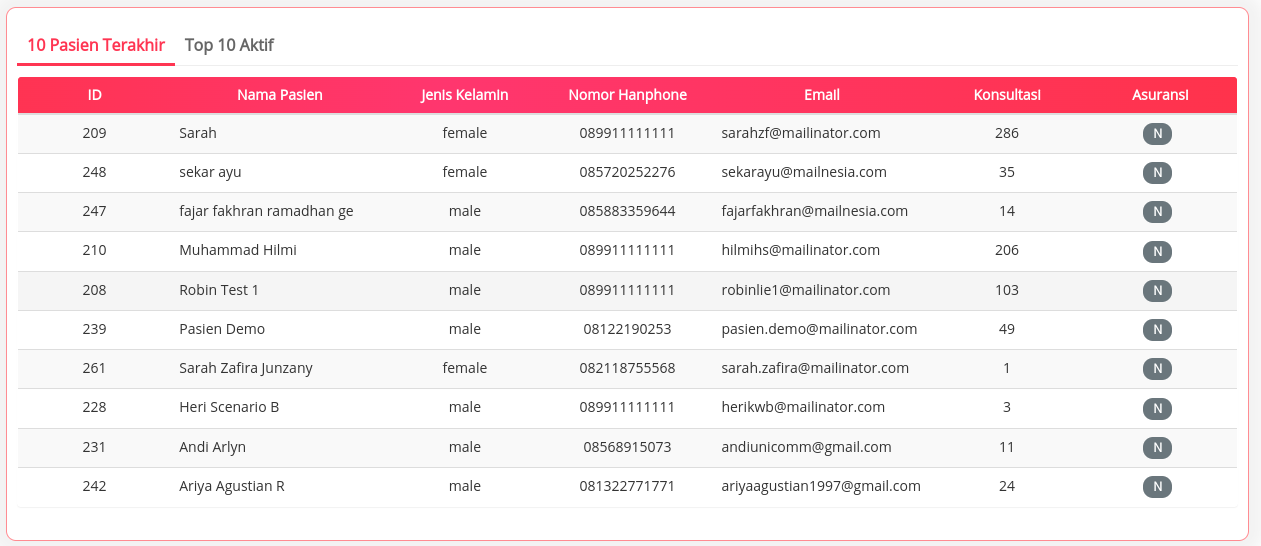 10 Pasien Terakhir Top 10 Aktif
ID Nama Pasien Jenis Kelamin Nomor Hanphone Email Konsultasi Asuransi
209 Sarah female 089911111111 sarahzf@mailinator.com 286 N
248 sekar ayu female 085720252276 sekarayu@mailnesia.com 35 N
247 fajar fakhran ramadhan ge male 085883359644 fajarfakhran@mailnesia.com 14 N
210 Muhammad Hilmi male 089911111111 hilmihs@mailinator.com 206 N
208 Robin Test 1 male 089911111111 robinlie1@mailinator.com 103 N
239 Pasien Demo male 08122190253 pasien.demo@mailinator.com 49 N
261 Sarah Zafira Junzany female 082118755568 sarah.zafira@mailinator.com 1 N
228 Heri Scenario B male 089911111111 herikwb@mailinator.com 3 N
231 Andi Arlyn male 08568915073 andiunicomm@gmail.com 11 N
242 Ariya Agustian R male 081322771771 ariyaagustian1997@gmail.com 24 N